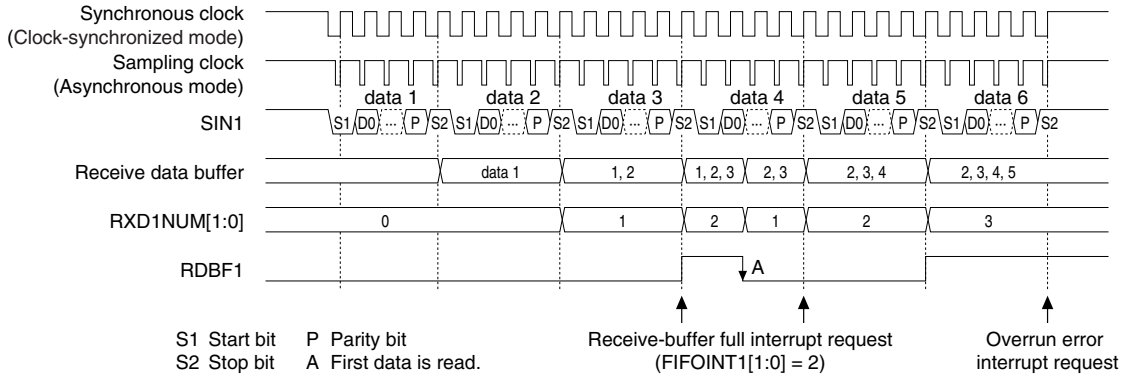 Synchronous clock
(Clock-synchronized mode)
Sampling clock
(Asynchronous mode)
data 1 data 2 data 3 data 4 data 5 data 6
SIN1 S1 D0 ... P S2 S1 D0 ... P S2 S1 D0 ... P S2 S1 D0 ... P S2 S1 D0 ... P S2 S1 D0 ... P S2
Receive data buffer data 1 1, 2 1, 2, 3 2, 3 2, 3, 4 2, 3, 4, 5
RXD1NUM[1:0] 0 1 2 1 2 3
RDBF1 A
S1 Start bit P Parity bit
S2 Stop bit A First data is read.
Receive-buffer full interrupt request
(FIFOINT1[1:0] = 2)
Overrun error
interrupt request